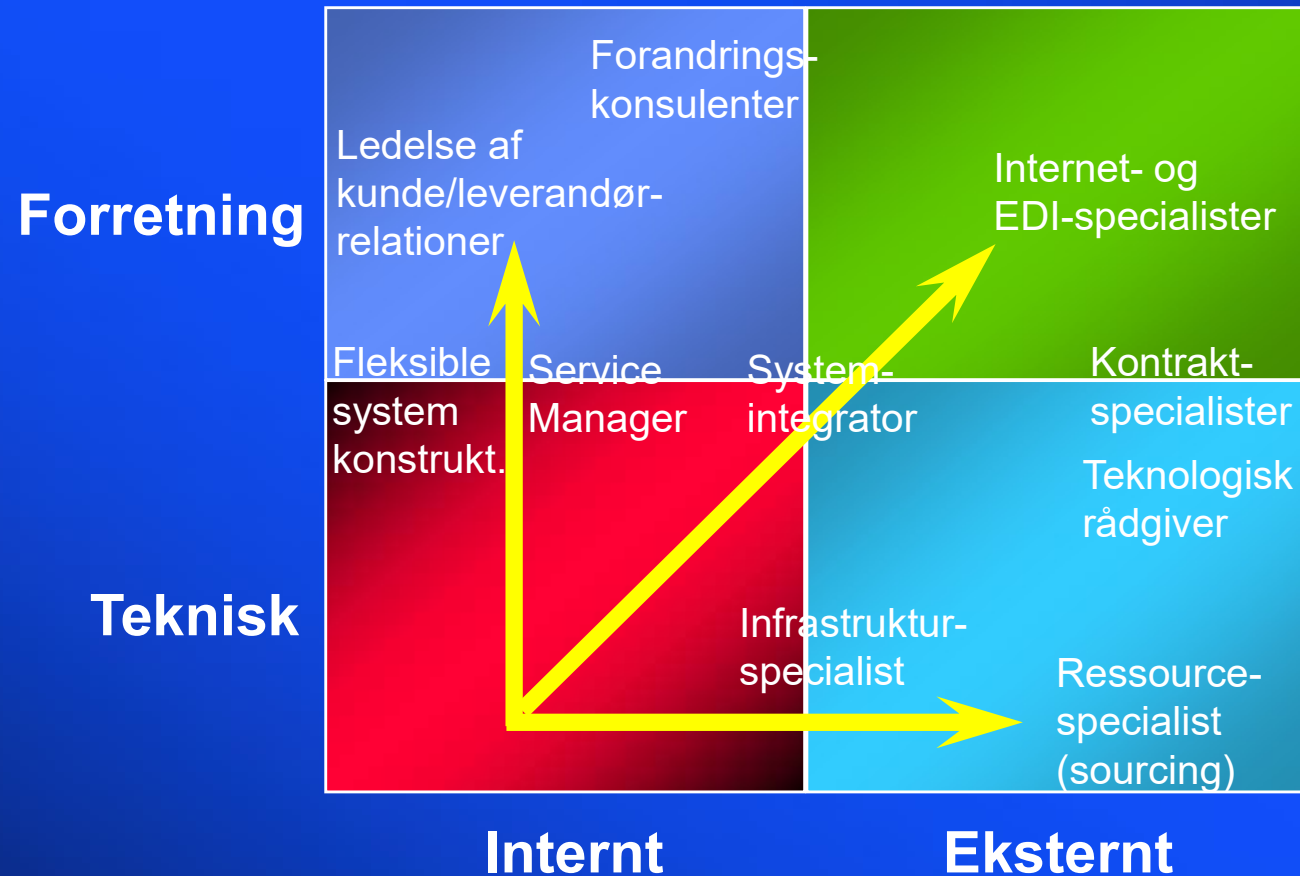 Forandrings-
konsulenter
Ledelse af
kunde/leverandør-
relationer
Internet- og
EDI-specialister
Forretning
Fleksible
system
konstrukt.
Service
Manager
System-
integrator
Kontrakt-
specialister
Teknologisk
rådgiver
Teknisk
Infrastruktur-
specialist
Ressource-
specialist
(sourcing)
Internt
Eksternt